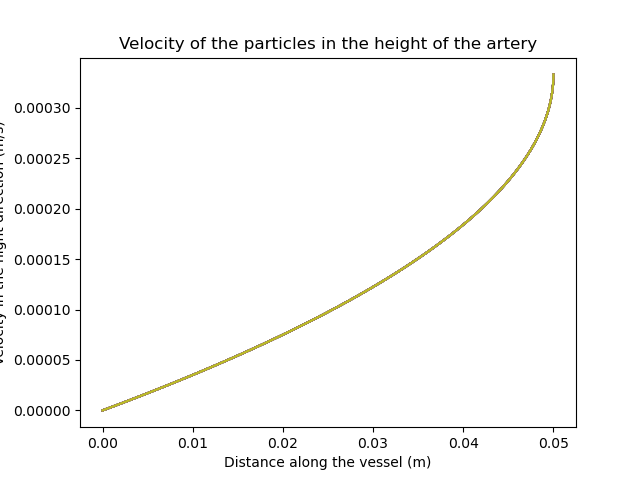 Velocity of the particles in the height of the artery
0.00030
0.00025
0.00020
0.00015
0.00010
0.00005
0.00000
Velocity in the hight direction (m/s)
0.00 0.01 0.02 0.03 0.04 0.05
Distance along the vessel (m)